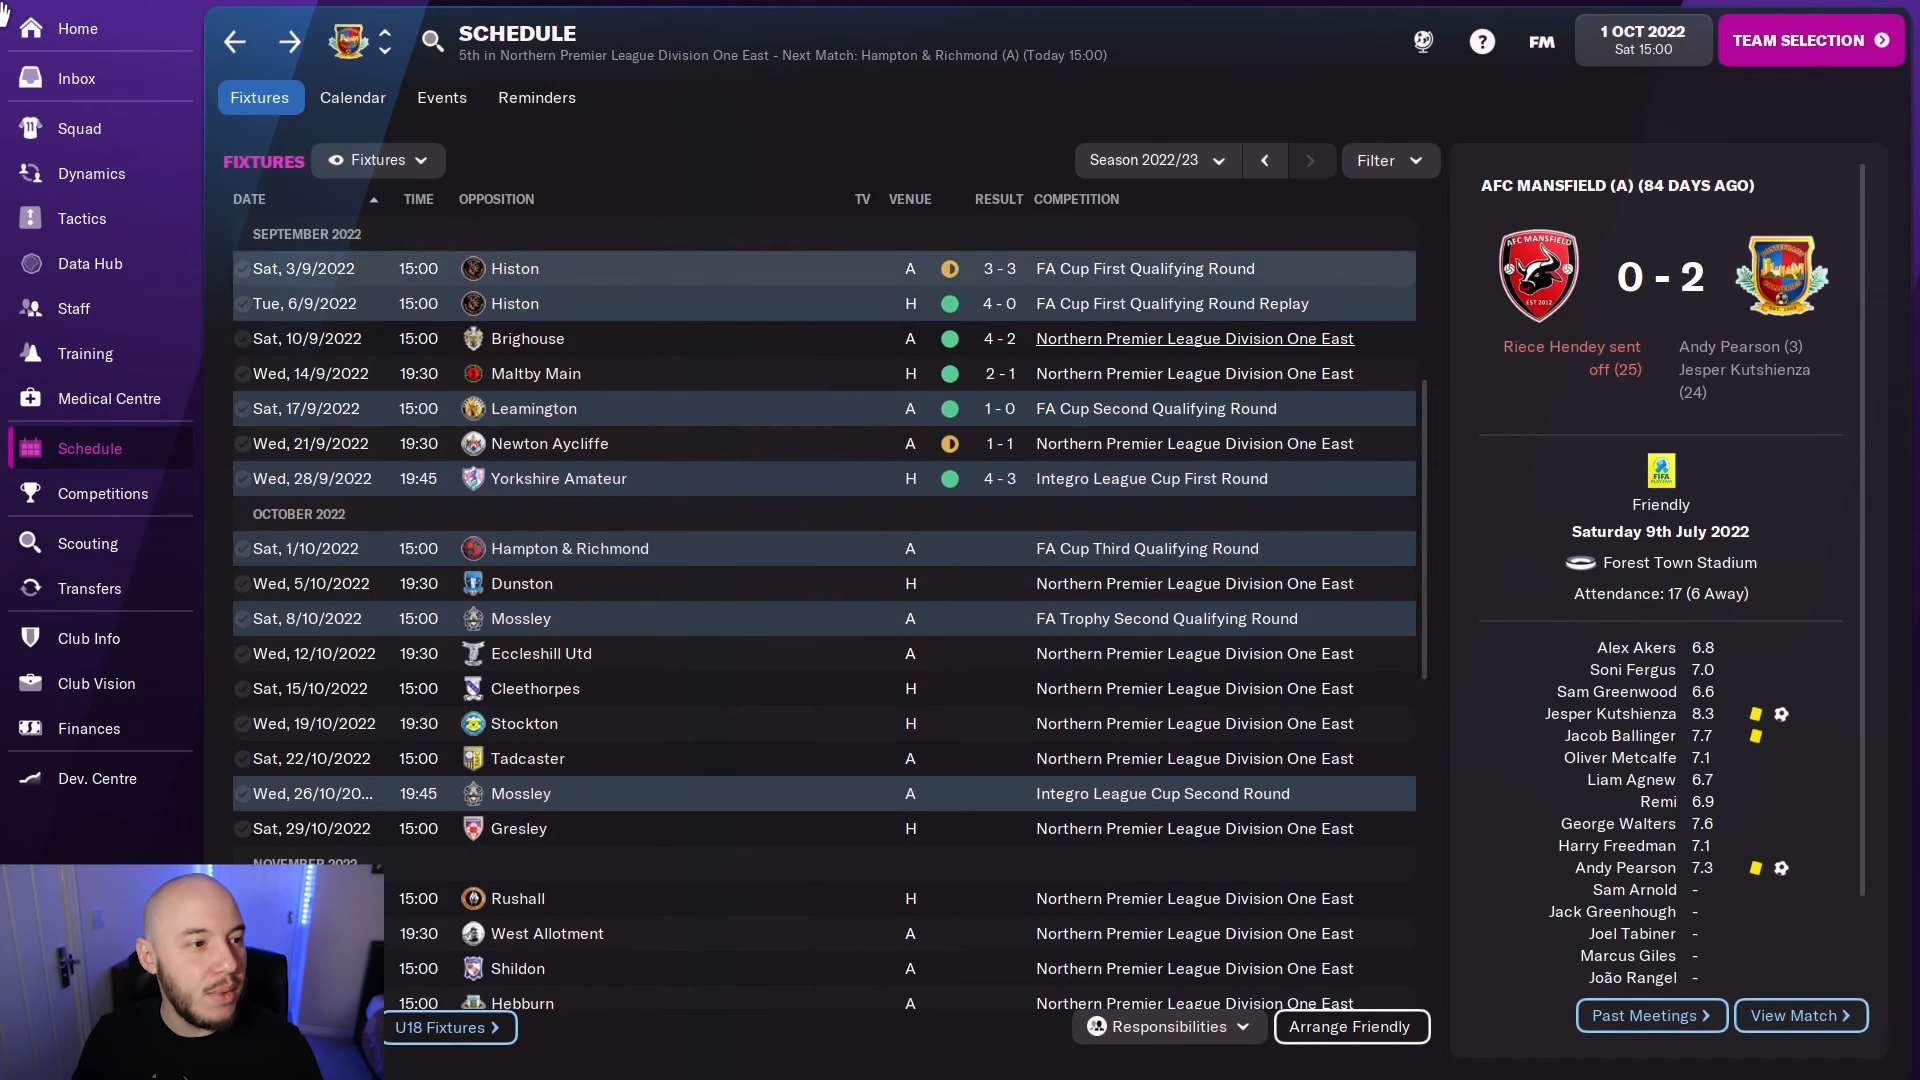 Home
Inbox
Squad
Dynamics
Tactics
Data Hub
Staff
Training
Medical Centre
Schedule
Competitions
Scouting
Transfers
Club Info
Club Vision
Finances
Dev. Centre
SCHEDULE
5th in Northern Premier League Division One East - Next Match: Hampton & Richmond (A) (Today 15:00)
? FM
1 OCT 2022
Sat 15:00
TEAM SELECTION
Fixtures Calendar Events Reminders
FIXTURES Fixtures Season 2022/23 Filter
DATE TIME OPPOSITION TV VENUE RESULT COMPETITION
SEPTEMBER 2022
Sat, 3/9/2022 15:00 Histon A 3 - 3 FA Cup First Qualifying Round
Tue, 6/9/2022 15:00 Histon H 4 - 0 FA Cup First Qualifying Round Replay
Sat, 10/9/2022 15:00 Brighouse A 4 - 2 Northern Premier League Division One East
Wed, 14/9/2022 19:30 Maltby Main H 2 - 1 Northern Premier League Division One East
Sat, 17/9/2022 15:00 Leamington A 1 - 0 FA Cup Second Qualifying Round
Wed, 21/9/2022 19:30 Newton Aycliffe A 1 - 1 Northern Premier League Division One East
Wed, 28/9/2022 19:45 Yorkshire Amateur H 4 - 3 Integro League Cup First Round
OCTOBER 2022
Sat, 1/10/2022 15:00 Hampton & Richmond A FA Cup Third Qualifying Round
Wed, 5/10/2022 19:30 Dunston H Northern Premier League Division One East
Sat, 8/10/2022 15:00 Mossley A FA Trophy Second Qualifying Round
Wed, 12/10/2022 19:30 Eccleshill Utd A Northern Premier League Division One East
Sat, 15/10/2022 15:00 Cleethorpes H Northern Premier League Division One East
Wed, 19/10/2022 19:30 Stockton H Northern Premier League Division One East
Sat, 22/10/2022 15:00 Tadcaster A Northern Premier League Division One East
Wed, 26/10/20... 19:45 Mossley A Integro League Cup Second Round
Sat, 29/10/2022 15:00 Gresley H Northern Premier League Division One East
NOVEMBER 2022
15:00 Rushall H Northern Premier League Division One East
19:30 West Allotment A Northern Premier League Division One East
15:00 Shildon A Northern Premier League Division One East
15:00 Hebburn A Northern Premier League Division One East
U18 Fixtures Responsibilities Arrange Friendly
AFC MANSFIELD (A) (84 DAYS AGO)
AFC MANSFIELD
EST 2012
0 - 2
Riece Hendey sent off (25)
Andy Pearson (3)
Jesper Kutshienza
(24)
FIFA
Friendly
Saturday 9th July 2022
Forest Town Stadium
Attendance: 17 (6 Away)
Alex Akers 6.8
Soni Fergus 7.0
Sam Greenwood 6.6
Jesper Kutshienza 8.3
Jacob Ballinger 7.7
Oliver Metcalfe 7.1
Liam Agnew 6.7
Remi 6.9
George Walters 7.6
Harry Freedman 7.1
Andy Pearson 7.3
Sam Arnold -
Jack Greenhough -
Joel Tabiner -
Marcus Giles -
João Rangel -
Past Meetings View Match